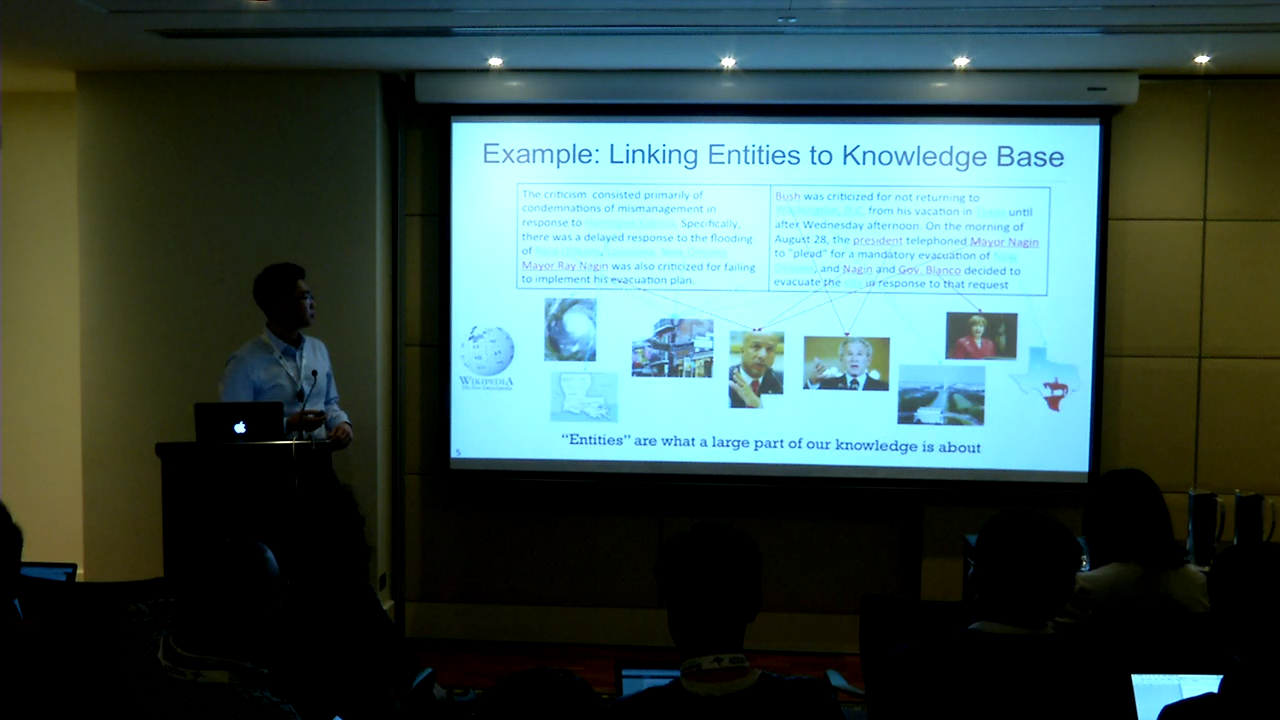 Example: Linking Entities to Knowledge Base
The criticism consisted primarily of
condemnations of mismanagement in
response to Specifically,
there was a delayed response to the flooding
of
Mayor Ray Nagin was also criticized for failing
to implement his evacuation plan.
Bush was criticized for not returning to
from his vacation in until
after Wednesday afternoon. On the morning of
August 28, the president telephoned Mayor Nagin
to "plead" for a mandatory evacuation of
and Nagin and Gov. Blanco decided to
evacuate the in response to that request
WIKIPEDIA
The Free Encyclopedia
"Entities" are what a large part of our knowledge is about
5